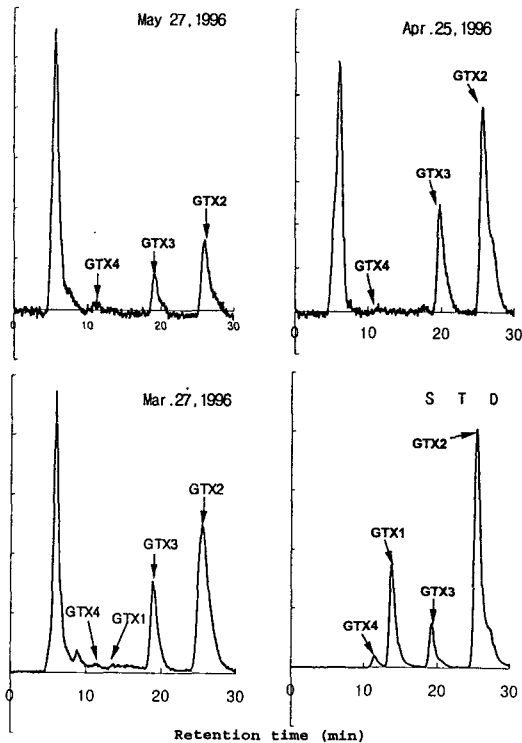 May 27,1996
GTX4
GTX3
GTX2
0 10 20 30
Apr.25,1996
GTX2
GTX3
GTX4
0 10 20 30
Mar.27,1996
GTX2
GTX3
GTX4
GTX1
0 10 20 30
S T D
GTX2
GTX1
GTX3
GTX4
0 10 20 30
Retention time (min)